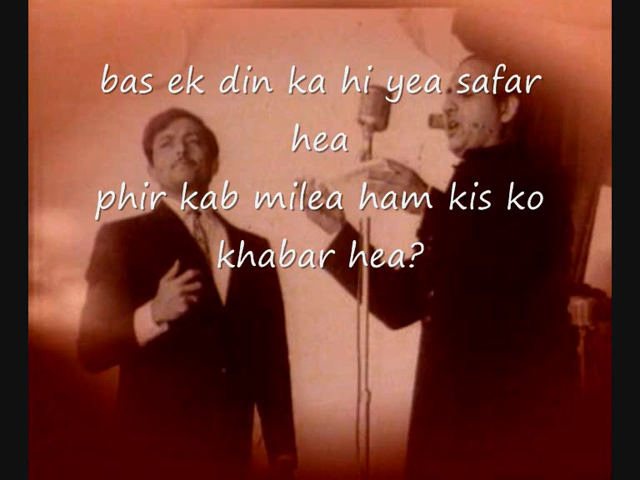 bas ek din ka hi yea safar
hea
phir kab milea ham kis ko
khabar hea?